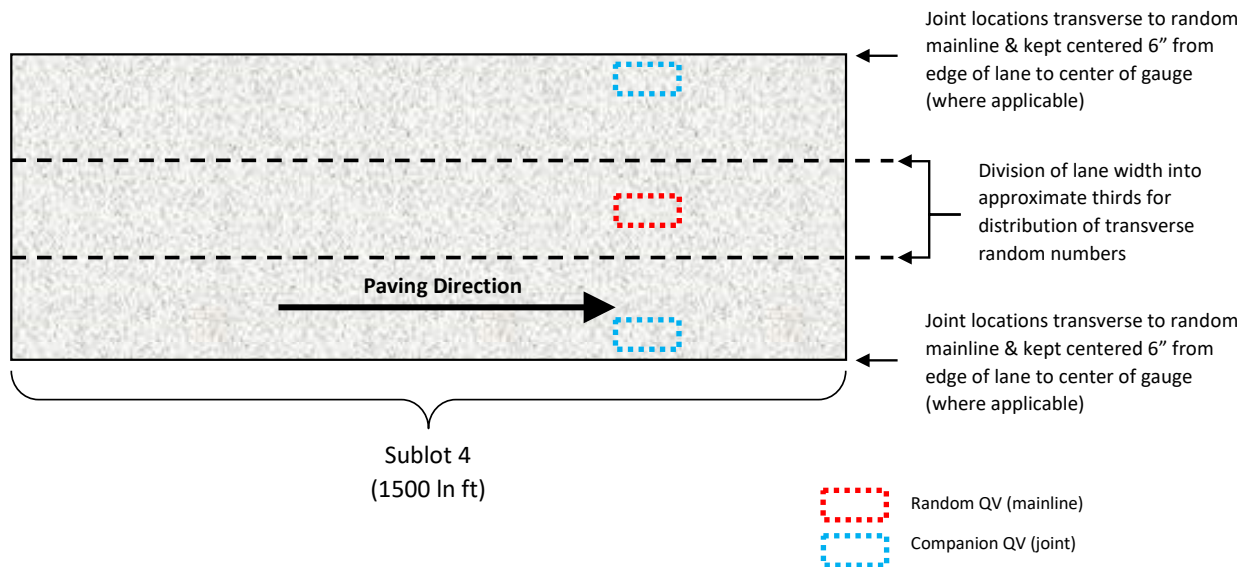 Joint locations transverse to random
mainline & kept centered 6” from
edge of lane to center of gauge
(where applicable)
Division of lane width into
approximate thirds for
distribution of transverse
random numbers
Paving Direction
Joint locations transverse to random
mainline & kept centered 6” from
edge of lane to center of gauge
(where applicable)
Sublot 4
(1500 ln ft)
Random QV (mainline)
Companion QV (joint)